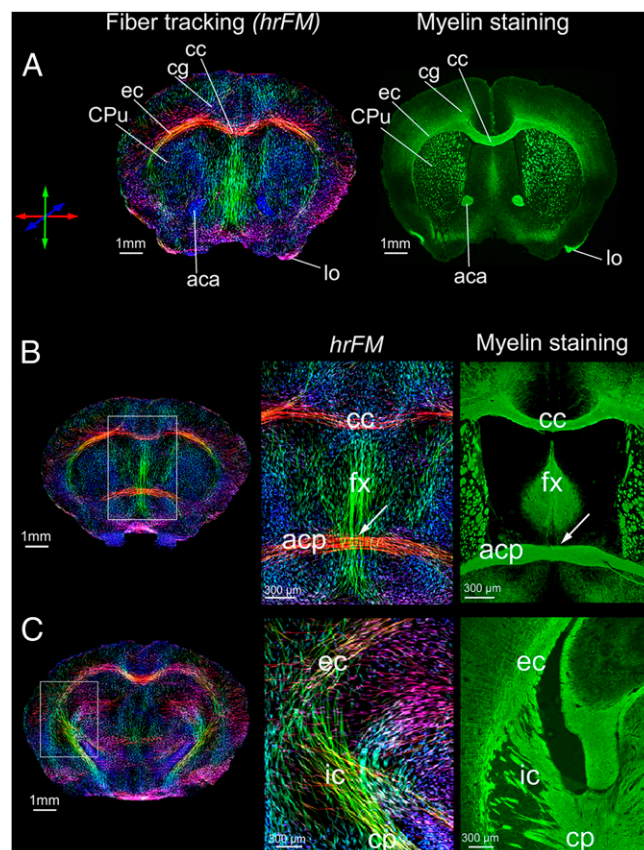 Fiber tracking (hrFM) Myelin staining
A
cc
cg
ec
CPu
aca
lo
1mm
cc
cg
ec
CPu
aca
lo
1mm
B
hrFM Myelin staining
1mm
cc
fx
acp
300 µm
cc
fx
acp
300 µm
C
1mm
ec
ic
cp
300 µm
ec
ic
cp
300 µm